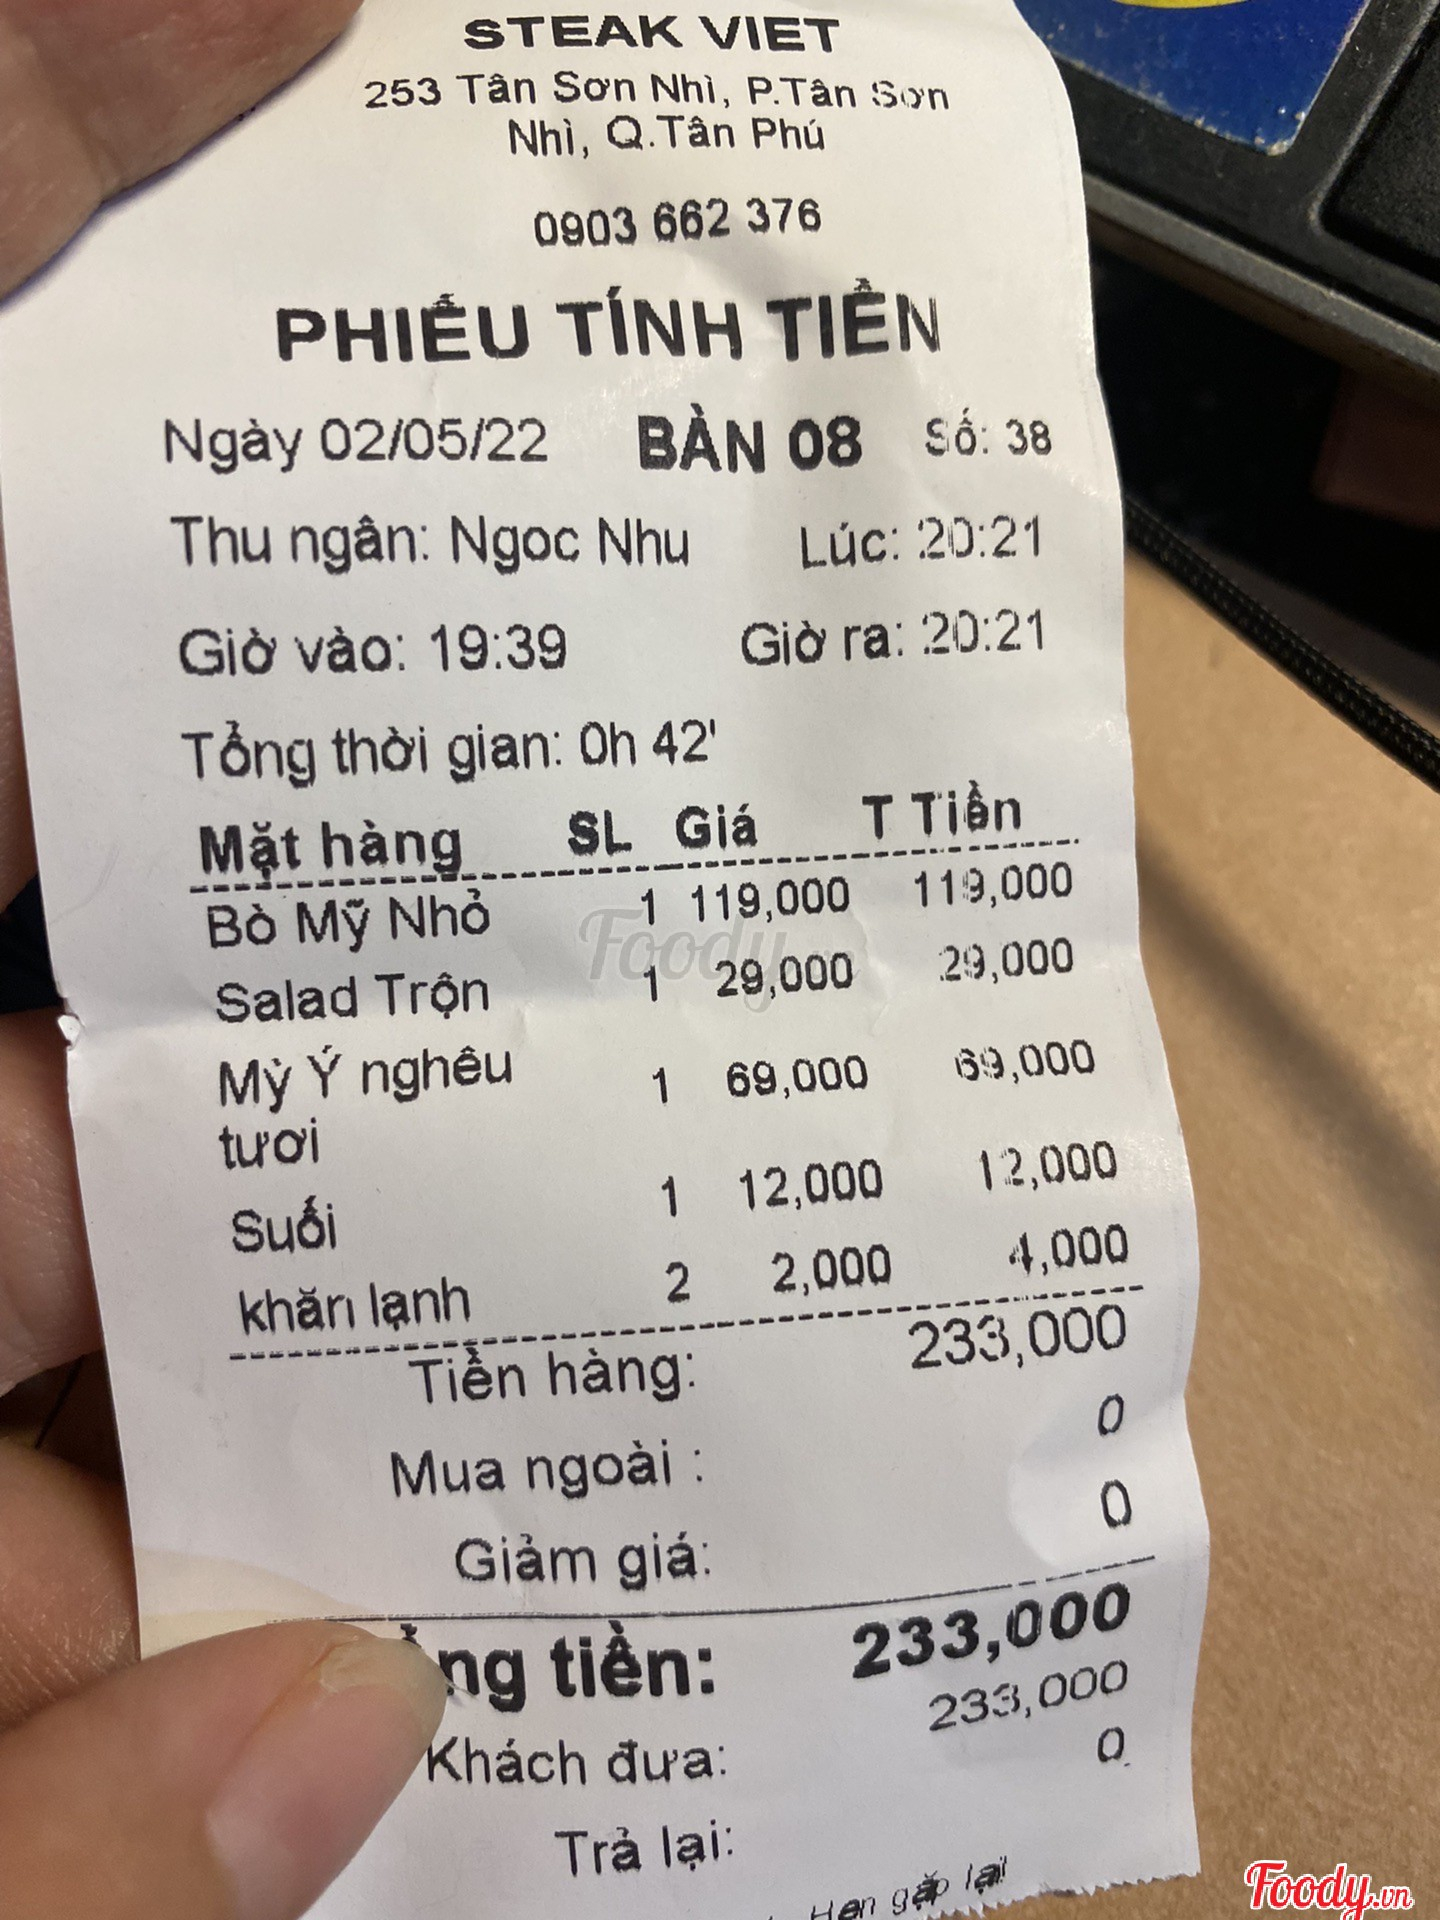 STEAK VIET
253 Tân Sơn Nhì, P.Tân Sơn
Nhì, Q.Tân Phú
0903 662 376
PHIẾU TÍNH TIỀN
Ngày 02/05/22 BÀN 08 Số: 38
Thu ngân: Ngoc Nhu Lúc: 20:21
Giờ vào: 19:39 Giờ ra: 20:21
Tổng thời gian: 0h 42'
Mặt hàng SL Giá T Tiền
Bò Mỹ Nhỏ 1 119,000 119,000
Salad Trộn 1 29,000 29,000
Mỳ Ý nghêu 1 69,000 69,000
tươi
Suối 1 12,000 12,000
khăn lạnh 2 2,000 4,000
Tiền hàng: 233,000
Mua ngoài : 0
Giảm giá: 0
ng tiền: 233,000
Khách đưa: 233,000
Trả lại: 0
Hẹn gặp lại
Foody.vn
Foody.vn